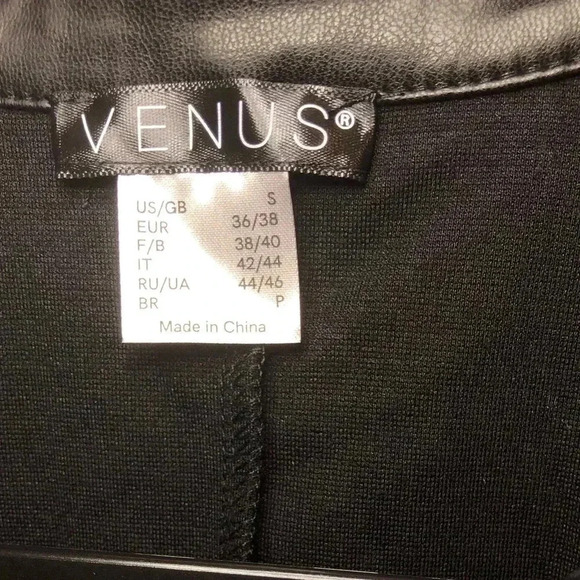 VENUS®
US/GB S
EUR 36/38
F/B 38/40
IT 42/44
RU/UA 44/46
BR P
Made in China